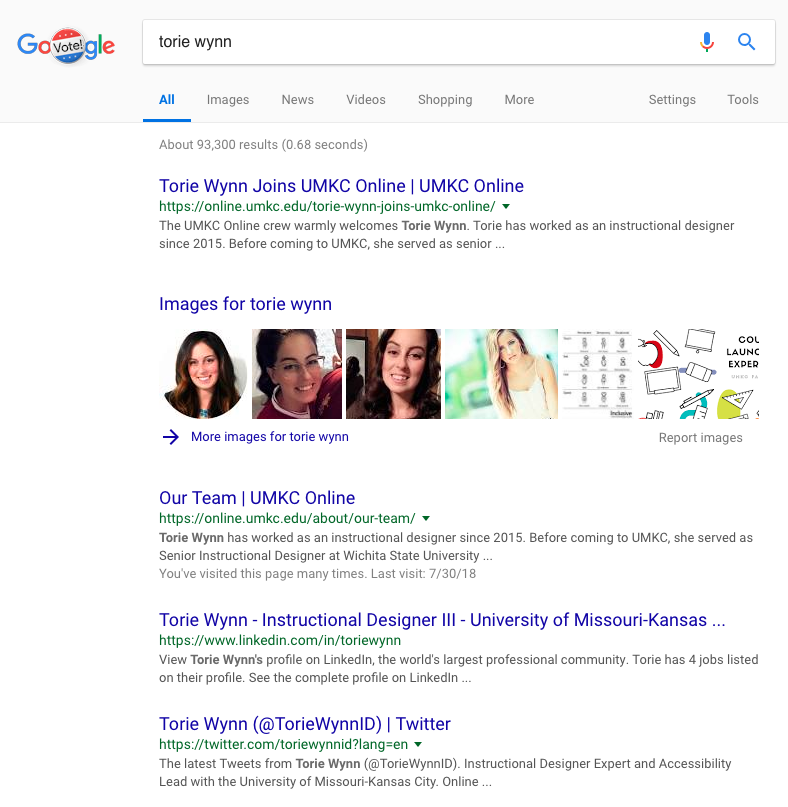 Go Vote! gle
torie wynn
All Images News Videos Shopping More Settings Tools
About 93,300 results (0.68 seconds)
Torie Wynn Joins UMKC Online | UMKC Online
https://online.umkc.edu/torie-wynn-joins-umkc-online/
The UMKC Online crew warmly welcomes Torie Wynn. Torie has worked as an instructional designer
since 2015. Before coming to UMKC, she served as senior ...
Images for torie wynn
COU
LAUNC
EXPER
Inclusive
More images for torie wynn Report images
Our Team | UMKC Online
https://online.umkc.edu/about/our-team/
Torie Wynn has worked as an instructional designer since 2015. Before coming to UMKC, she served as
Senior Instructional Designer at Wichita State University ...
You've visited this page many times. Last visit: 7/30/18
Torie Wynn - Instructional Designer III - University of Missouri-Kansas ...
https://www.linkedin.com/in/toriewynn
View Torie Wynn's profile on LinkedIn, the world's largest professional community. Torie has 4 jobs listed
on their profile. See the complete profile on LinkedIn ...
Torie Wynn (@TorieWynnID) | Twitter
https://twitter.com/toriewynnid?lang=en
The latest Tweets from Torie Wynn (@TorieWynnID). Instructional Designer Expert and Accessibility
Lead with the University of Missouri-Kansas City. Online ...